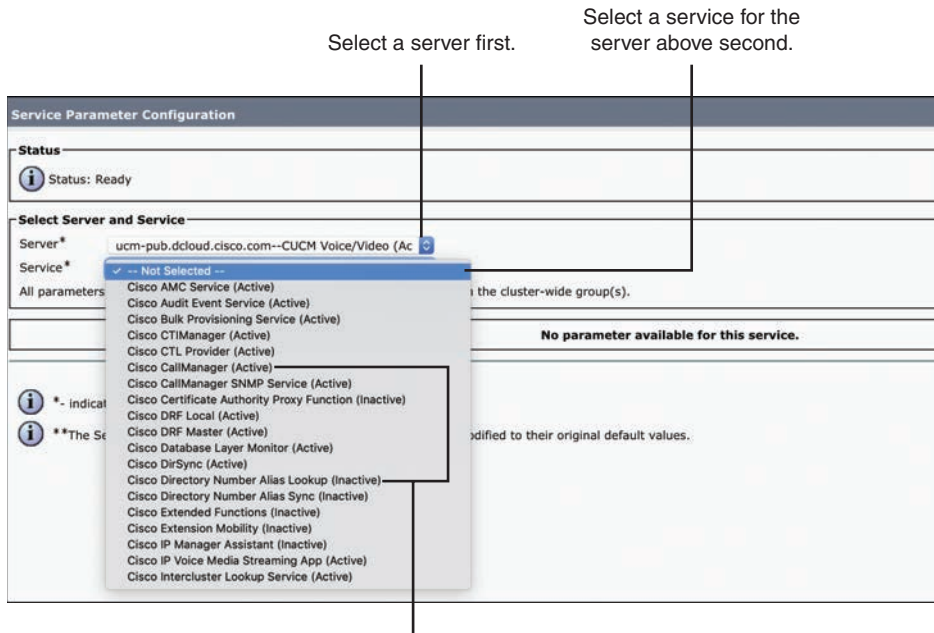 Select a server first.
Select a service for the
server above second.
Service Parameter Configuration
Status
Status: Ready
Select Server and Service
Server* ucm-pub.dcloud.cisco.com--CUCM Voice/Video (Ac
Service* ✓ -- Not Selected --
All parameters
n the cluster-wide group(s).
Cisco AMC Service (Active)
Cisco Audit Event Service (Active)
Cisco Bulk Provisioning Service (Active)
Cisco CTIManager (Active)
No parameter available for this service.
Cisco CTL Provider (Active)
Cisco CallManager (Active)
Cisco CallManager SNMP Service (Active)
Cisco Certificate Authority Proxy Function (Inactive)
*- indicat
Cisco DRF Local (Active)
Cisco DRF Master (Active)
**The Se
odified to their original default values.
Cisco Database Layer Monitor (Active)
Cisco DirSync (Active)
Cisco Directory Number Alias Lookup (Inactive)
Cisco Directory Number Alias Sync (Inactive)
Cisco Extended Functions (Inactive)
Cisco Extension Mobility (Inactive)
Cisco IP Manager Assistant (Inactive)
Cisco IP Voice Media Streaming App (Active)
Cisco Intercluster Lookup Service (Active)